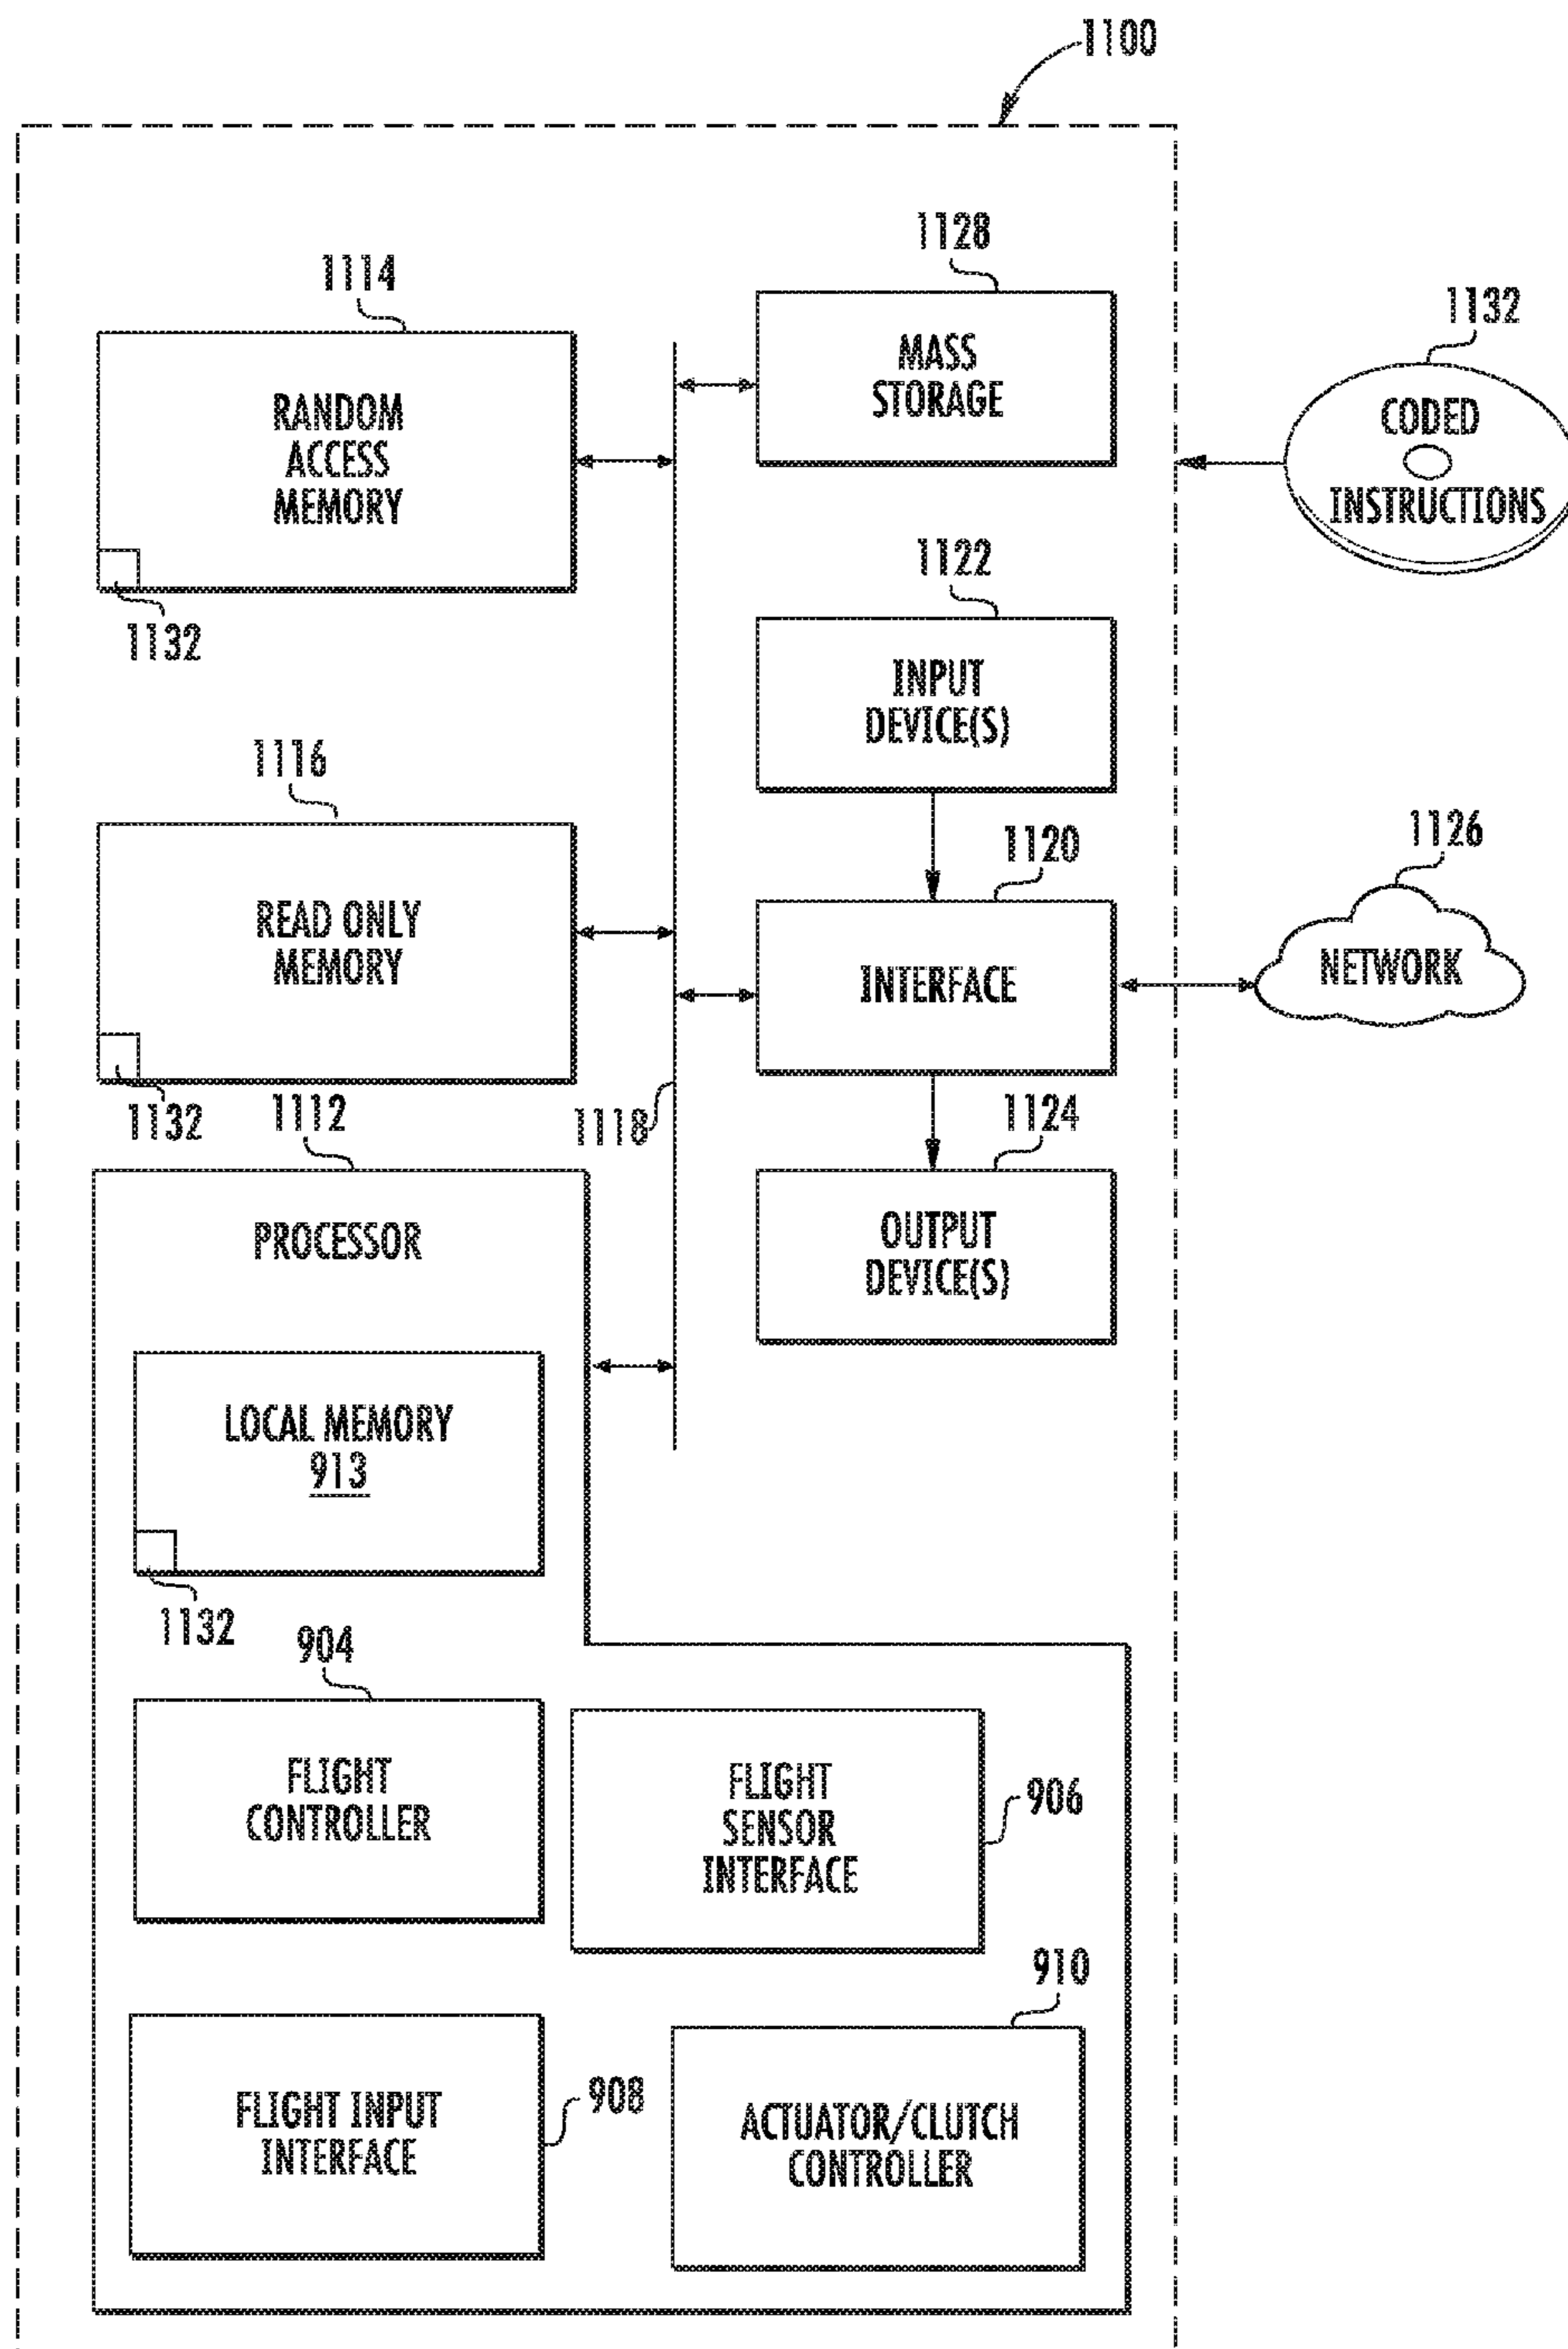 1100
1128
1114
1132
MASS
STORAGE
RANDOM
ACCESS
MEMORY
CODED
INSTRUCTIONS
1132
1122
INPUT
DEVICE(S)
1116
1120
1126
READ ONLY
MEMORY
INTERFACE
NETWORK
1132
1112
1118
1124
PROCESSOR
OUTPUT
DEVICE(S)
LOCAL MEMORY
913
1132
904
FLIGHT
CONTROLLER
FLIGHT
SENSOR
INTERFACE
906
910
FLIGHT INPUT
INTERFACE
908
ACTUATOR/CLUTCH
CONTROLLER